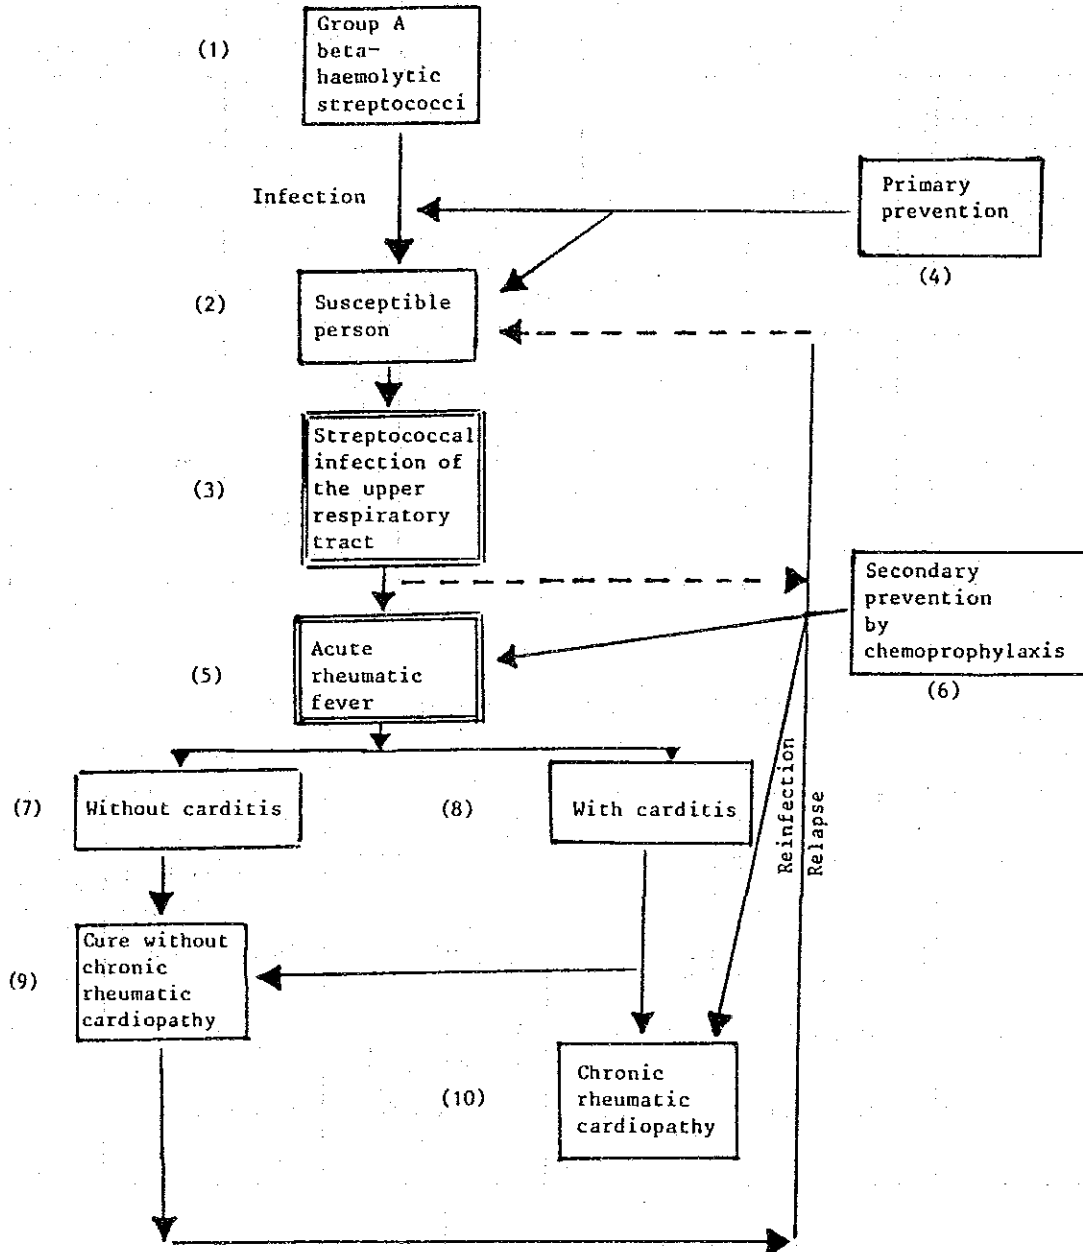 (1)
Group A
beta-
haemolytic
streptococci
Infection
Primary
prevention
(4)
(2)
Susceptible
person
(3)
Streptococcal
infection of
the upper
respiratory
tract
Secondary
prevention
by
chemoprophylaxis
(6)
(5)
Acute
rheumatic
fever
(7)
Without carditis
(8)
With carditis
Reinfection
Relapse
(9)
Cure without
chronic
rheumatic
cardiopathy
(10)
Chronic
rheumatic
cardiopathy